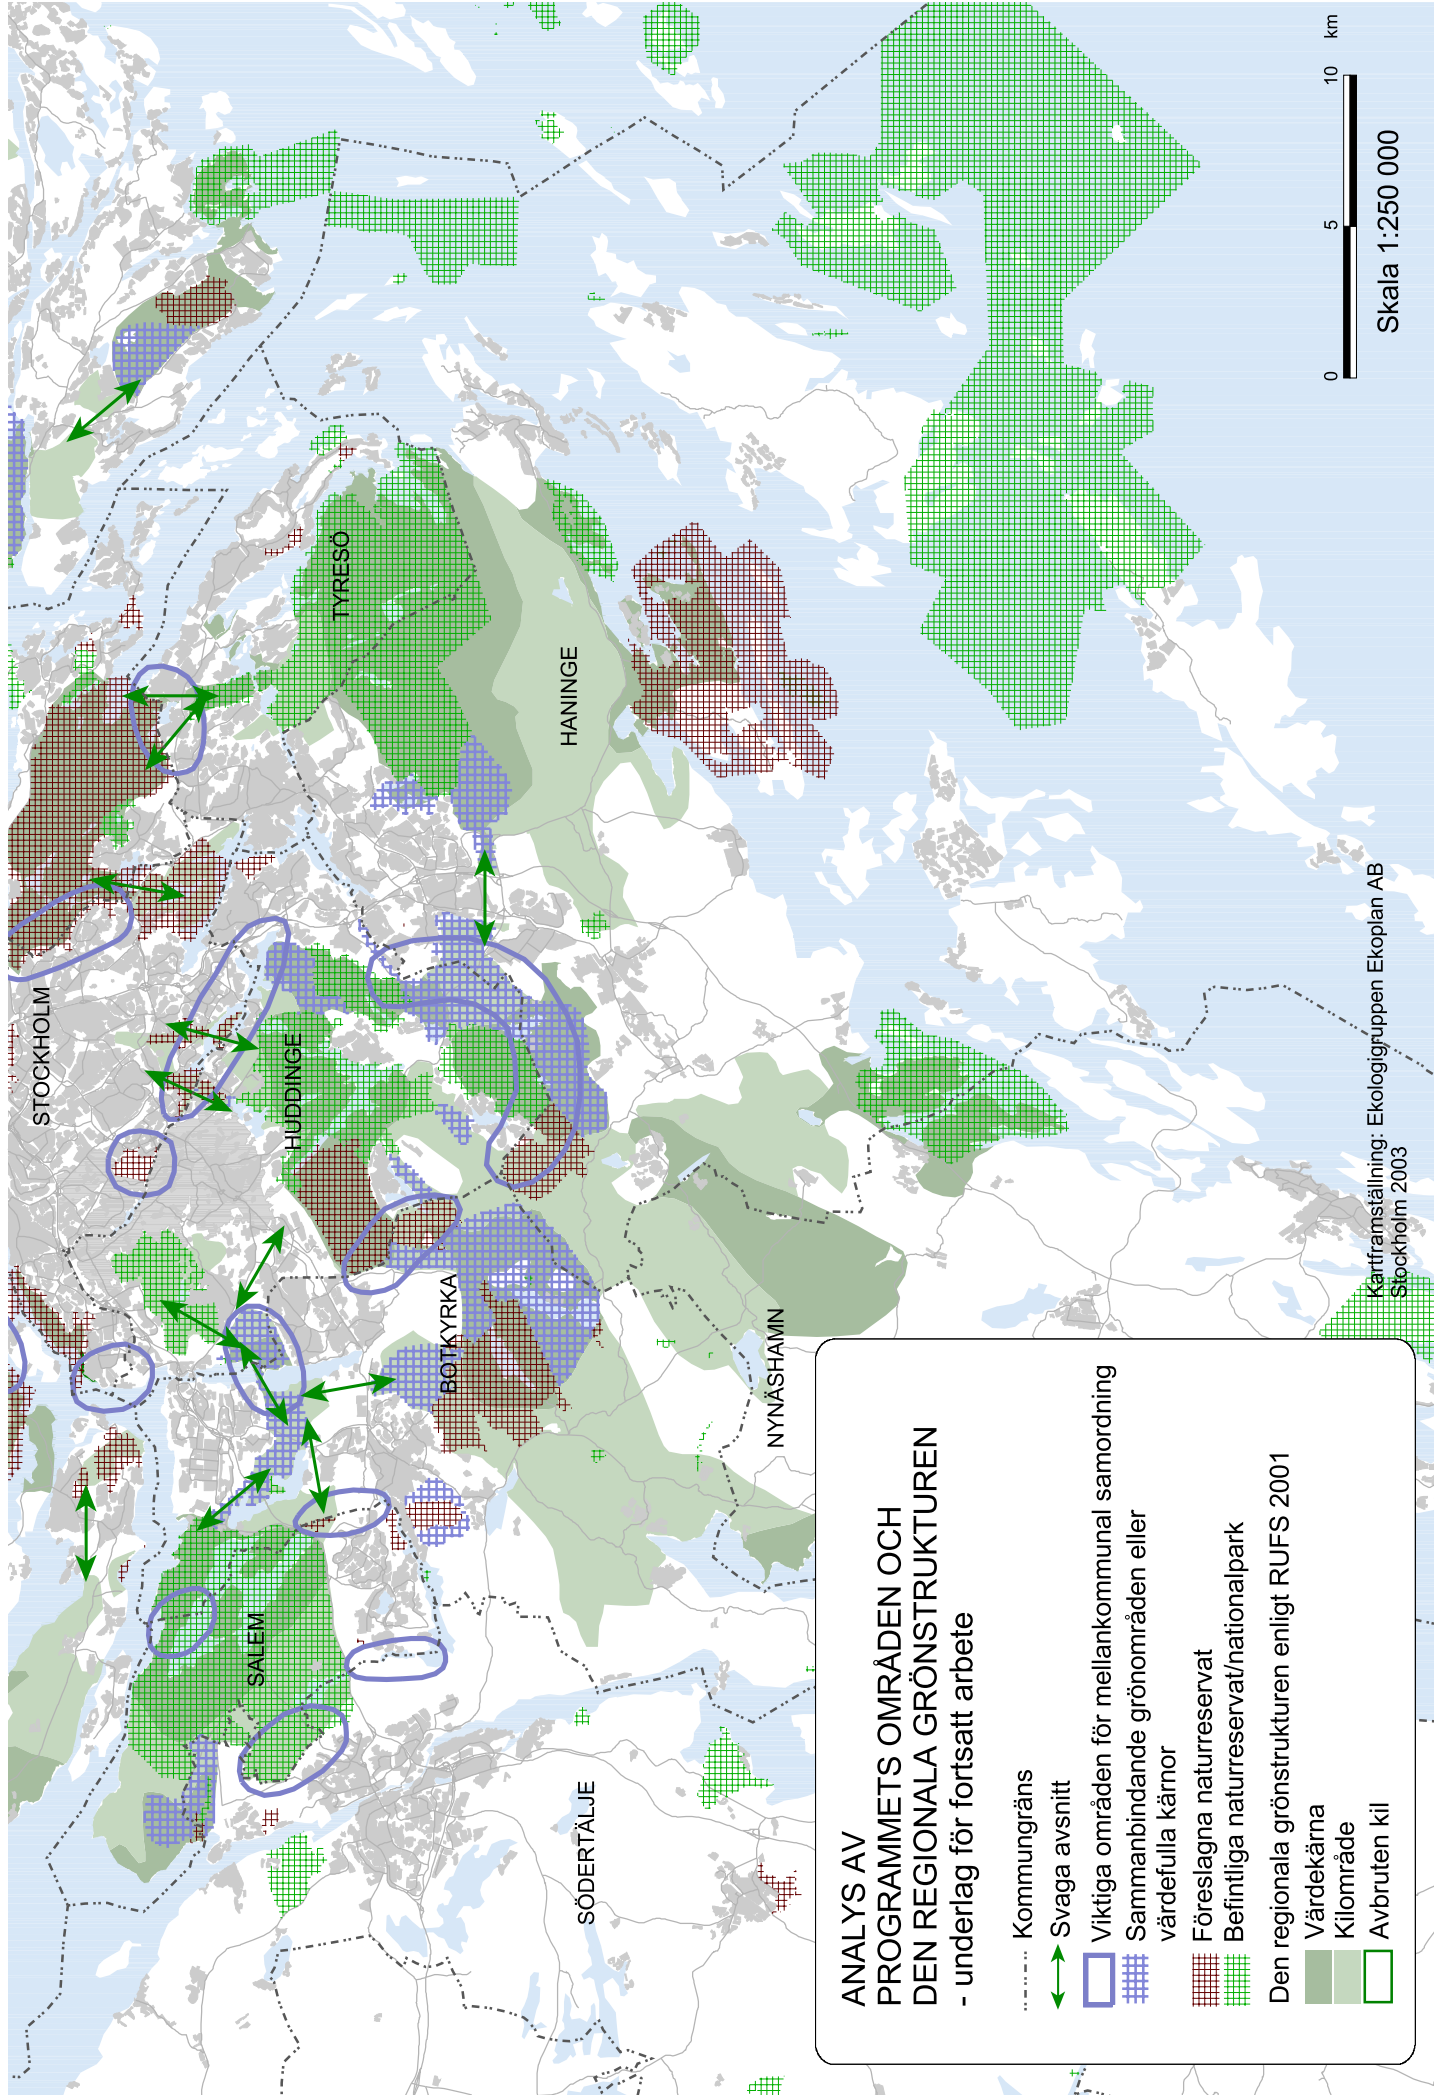 STOCKHOLM
TYRESÖ
HUDDINGE
HANINGE
BOTKYRKA
SALEM
NYNÄSHAMN
SÖDERTÄLJE
ANALYS AV
PROGRAMMETS OMRÅDEN OCH
DEN REGIONALA GRÖNSTRUKTUREN
- underlag för fortsatt arbete
Kommungräns
Svaga avsnitt
Viktiga områden för mellankommunal samordning
Sammanbindande grönområden eller
värdefulla kärnor
Föreslagna naturreservat
Befintliga naturreservat/nationalpark
Den regionala grönstrukturen enligt RUFS 2001
Värdekärna
Kilområde
Avbruten kil
Kartframställning: Ekologigruppen Ekoplan AB
Stockholm 2003
0 5 10 km
Skala 1:250 000